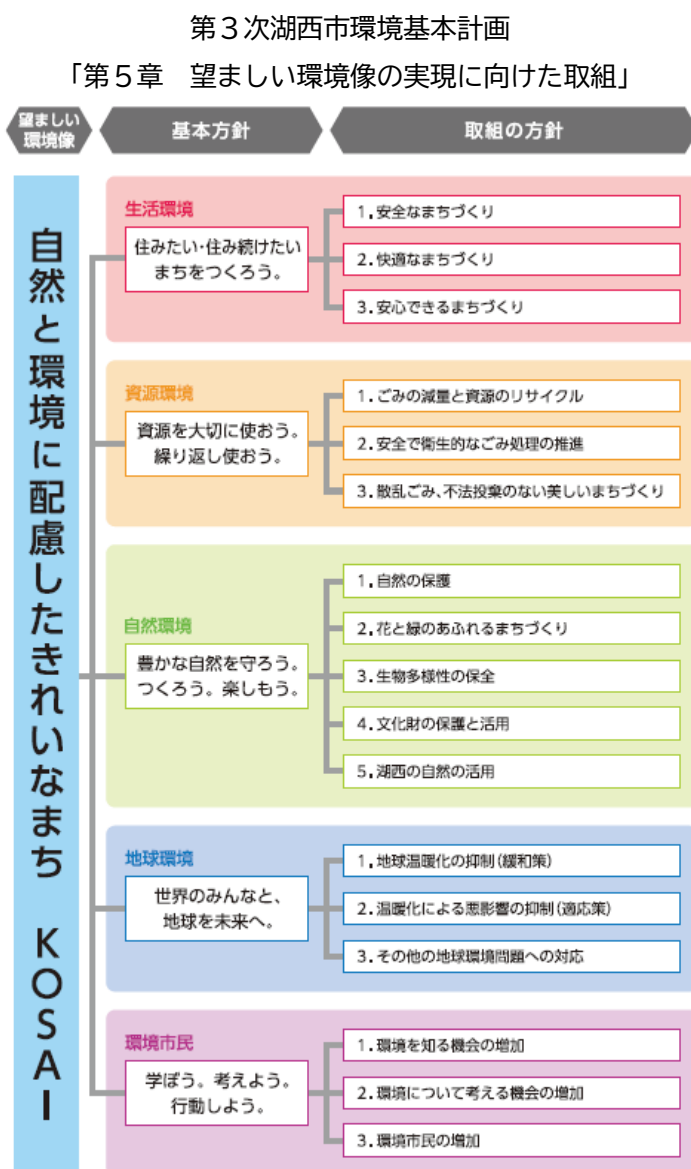 第３次湖西市環境基本計画
「第５章　望ましい環境像の実現に向けた取組」
望ましい
環境像
基本方針
取組の方針
自然と環境に配慮したきれいなまち　KOSAI
生活環境
住みたい・住み続けたい
まちをつくろう。
1.安全なまちづくり
2.快適なまちづくり
3.安心できるまちづくり
資源環境
資源を大切に使おう。
繰り返し使おう。
1.ごみの減量と資源のリサイクル
2.安全で衛生的なごみ処理の推進
3.散乱ごみ、不法投棄のない美しいまちづくり
自然環境
豊かな自然を守ろう。
つくろう。楽しもう。
1.自然の保護
2.花と緑のあふれるまちづくり
3.生物多様性の保全
4.文化財の保護と活用
5.湖西の自然の活用
地球環境
世界のみんなと、
地球を未来へ。
1.地球温暖化の抑制(緩和策)
2.温暖化による悪影響の抑制(適応策)
3.その他の地球環境問題への対応
環境市民
学ぼう。考えよう。
行動しよう。
1.環境を知る機会の増加
2.環境について考える機会の増加
3.環境市民の増加